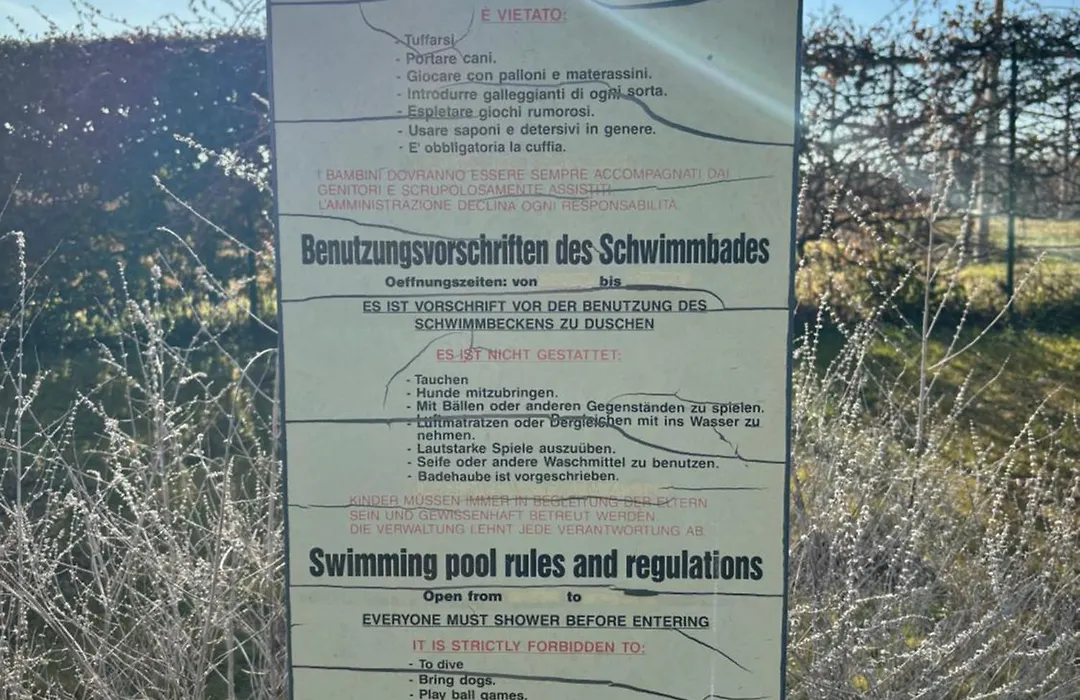 È VIETATO:
- Tuffarsi
- Portare cani.
- Giocare con palloni e materassini.
- Introdurre galleggianti di ogni sorta.
- Espletare giochi rumorosi.
- Usare saponi e detersivi in genere.
- E' obbligatoria la cuffia.
I BAMBINI DOVRANNO ESSERE SEMPRE ACCOMPAGNATI DAI
GENITORI E SCRUPOLOSAMENTE ASSISTITI.
L'AMMINISTRAZIONE DECLINA OGNI RESPONSABILITÀ.
Benutzungsvorschriften des Schwimmbades
Oeffnungszeiten: von bis
ES IST VORSCHRIFT VOR DER BENUTZUNG DES
SCHWIMMBECKENS ZU DUSCHEN
ES IST NICHT GESTATTET:
- Tauchen
- Hunde mitzubringen.
- Mit Bällen oder anderen Gegenständen zu spielen.
- Luftmatratzen oder Dergleichen mit ins Wasser zu
nehmen.
- Lautstarke Spiele auszuüben.
- Seife oder andere Waschmittel zu benutzen.
- Badehaube ist vorgeschrieben.
KINDER MÜSSEN IMMER IN BEGLEITUNG DER ELTERN
SEIN UND GEWISSENHAFT BETREUT WERDEN.
DIE VERWALTUNG LEHNT JEDE VERANTWORTUNG AB.
Swimming pool rules and regulations
Open from to
EVERYONE MUST SHOWER BEFORE ENTERING
IT IS STRICTLY FORBIDDEN TO:
- To dive
- Bring dogs.
- Play ball games.